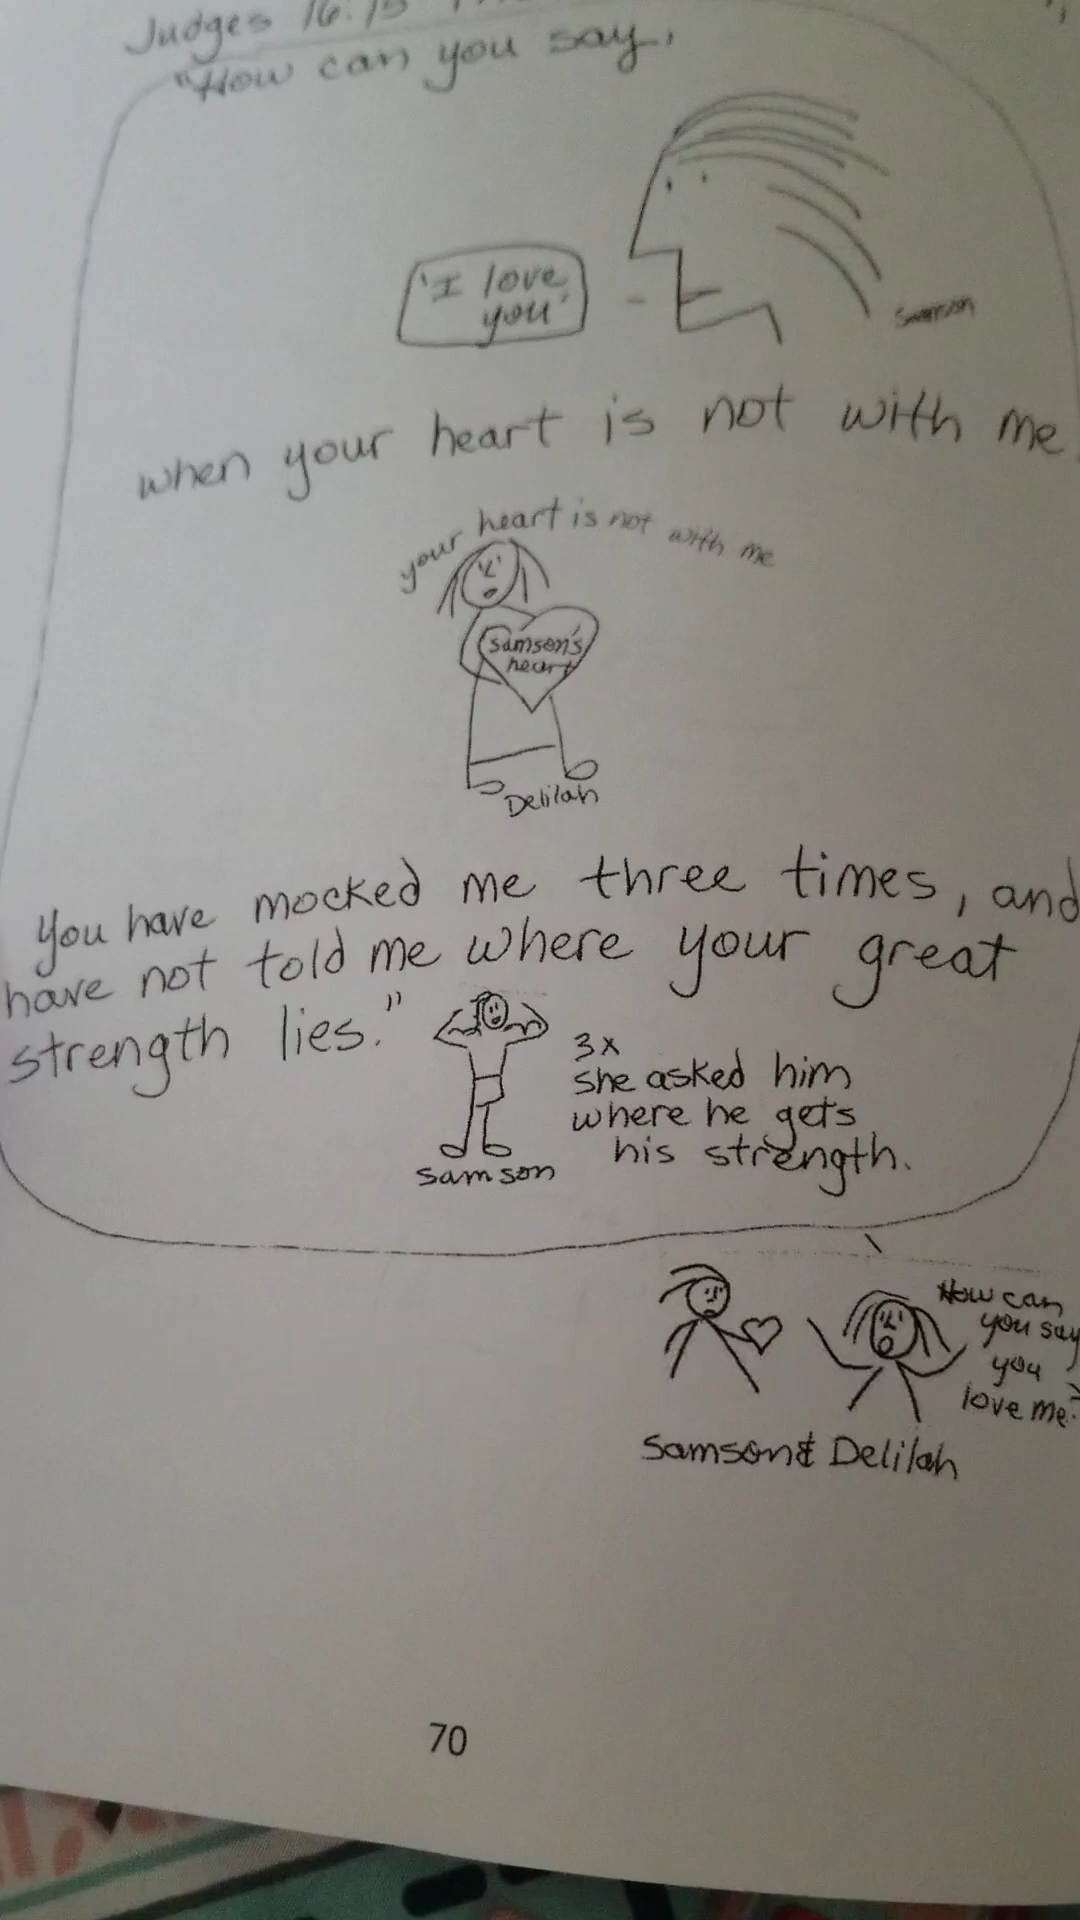 Judges 16:15
"How can you say,
'I love
you'
Samson
when your heart is not with me.
your heart is not with me
Samson's
heart
Delilah
you have mocked me three times, and
have not told me where your great
strength lies."
3x
she asked him
where he gets
his strength.
Samson
How can
you say
you
love me?
Samson & Delilah
70